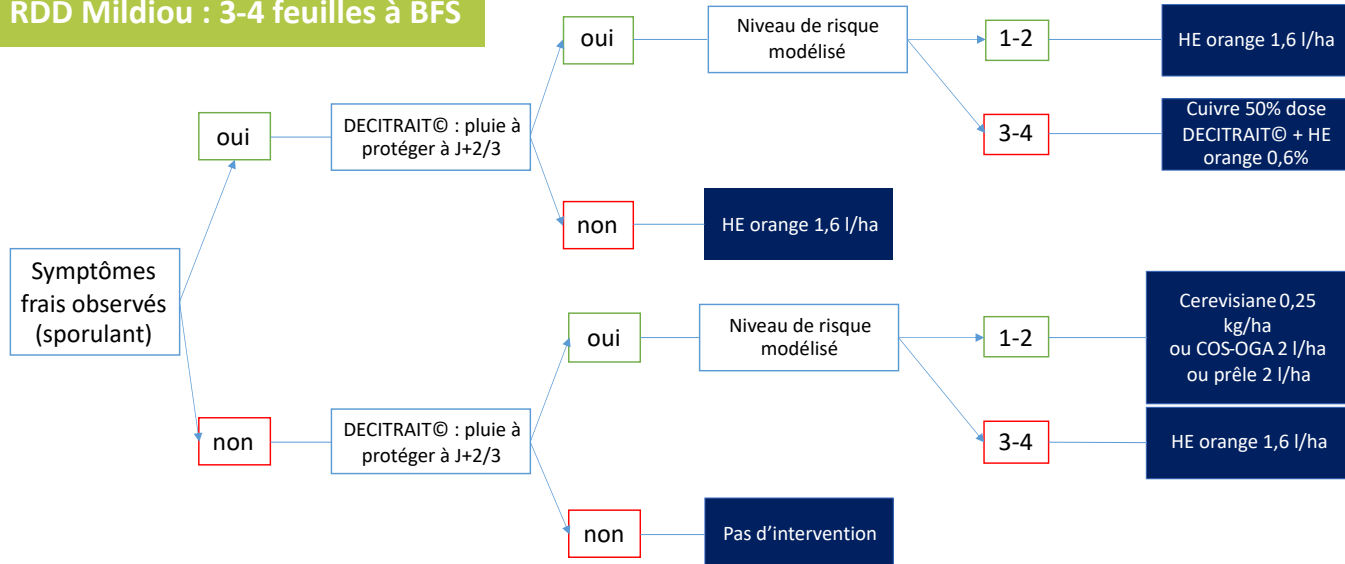 RDD Mildiou : 3-4 feuilles à BFS
oui
Niveau de risque
modélisé
1-2
HE orange 1,6 l/ha
oui
DECITRAIT© : pluie à
protéger à J+2/3
3-4
Cuivre 50% dose
DECITRAIT© + HE
orange 0,6%
non
HE orange 1,6 l/ha
Symptômes
frais observés
(sporulant)
oui
Niveau de risque
modélisé
1-2
Cerevisiane 0,25
kg/ha
ou COS-OGA 2 l/ha
ou prêle 2 l/ha
non
DECITRAIT© : pluie à
protéger à J+2/3
3-4
HE orange 1,6 l/ha
non
Pas d’intervention